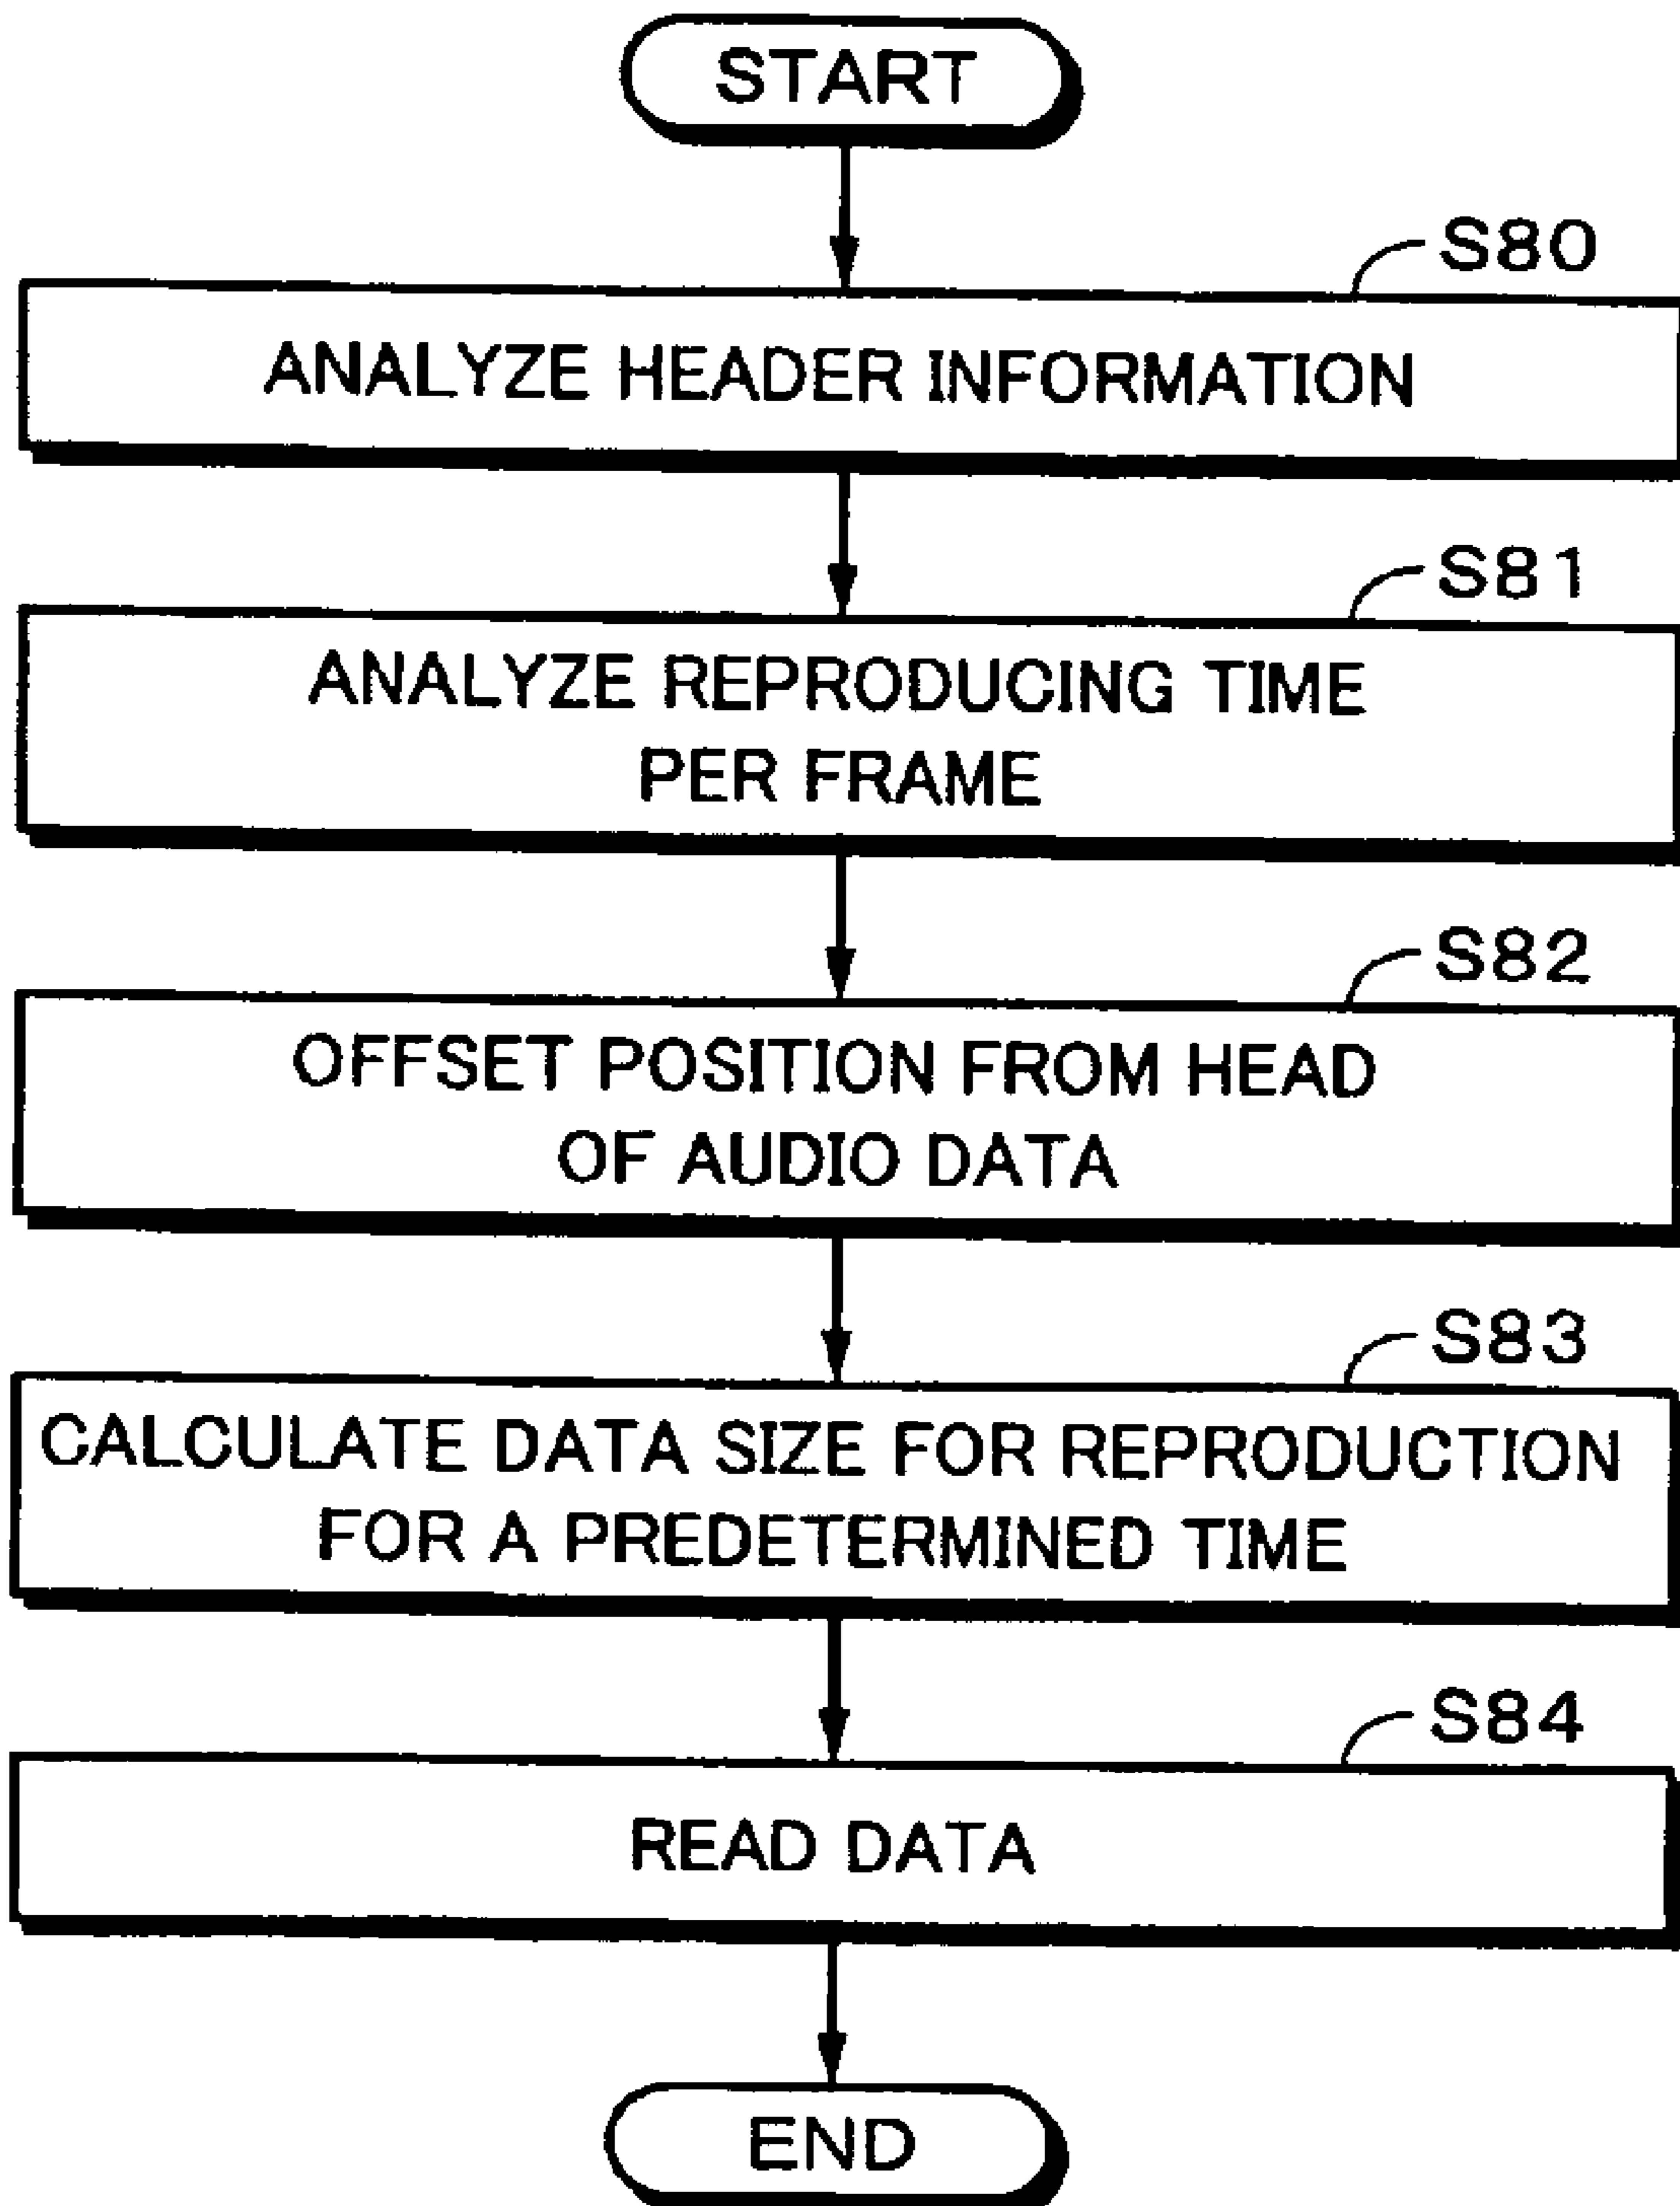 START
S80
ANALYZE HEADER INFORMATION
S81
ANALYZE REPRODUCING TIME
PER FRAME
S82
OFFSET POSITION FROM HEAD
OF AUDIO DATA
S83
CALCULATE DATA SIZE FOR REPRODUCTION
FOR A PREDETERMINED TIME
S84
READ DATA
END